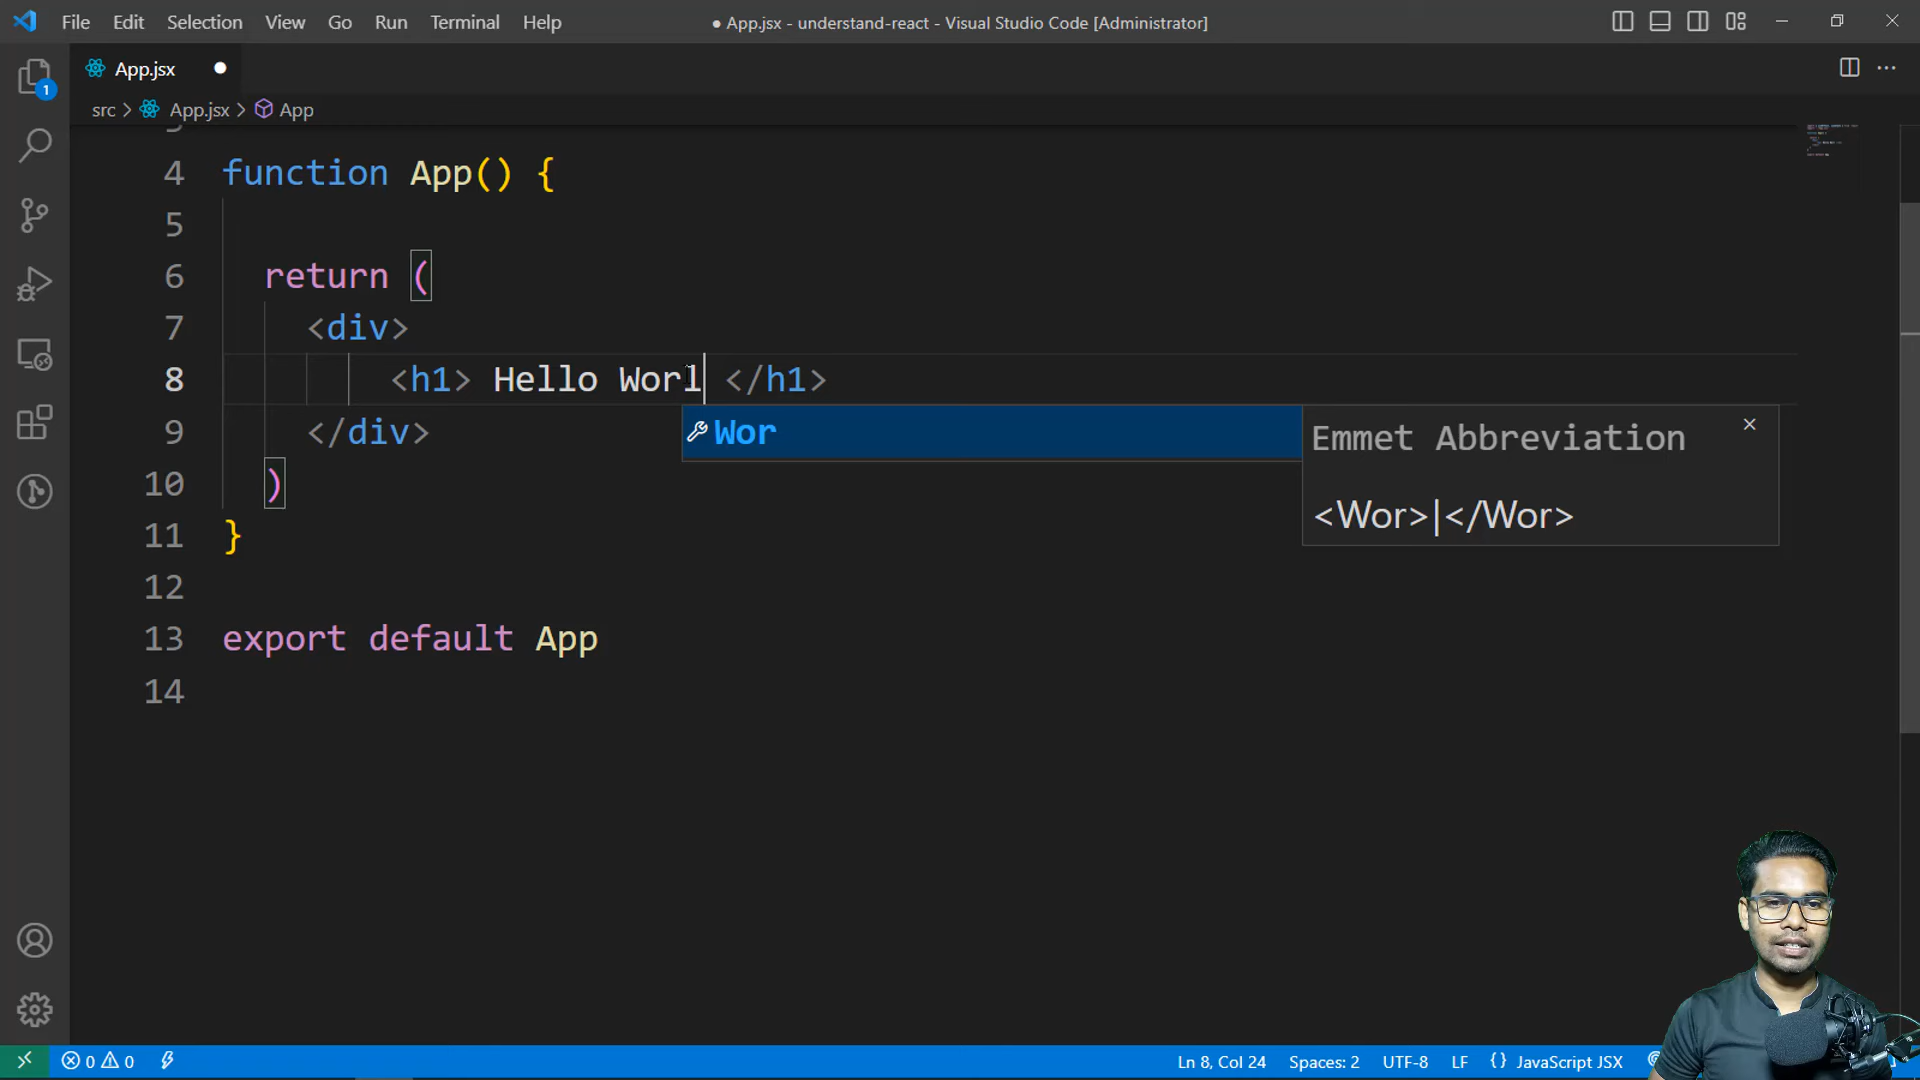 File Edit Selection View Go Run Terminal Help
● App.jsx - understand-react - Visual Studio Code [Administrator]
App.jsx
1
src > App.jsx > App
4 function App() {
5
6 return (
7 <div>
8 <h1> Hello Worl </h1>
Wor
Emmet Abbreviation
<Wor>|</Wor>
9 </div>
10 )
11 }
12
13 export default App
14
0 0 Ln 8, Col 24 Spaces: 2 UTF-8 LF {} JavaScript JSX